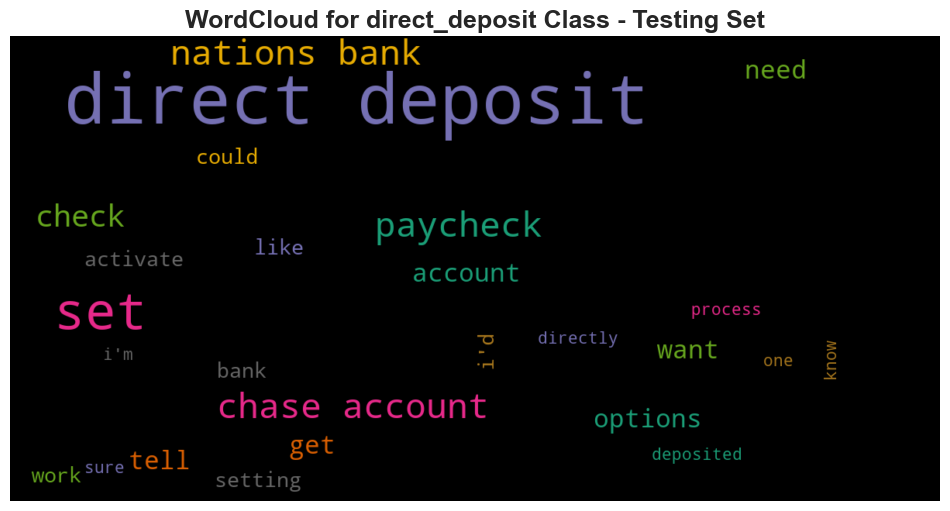 WordCloud for direct_deposit Class - Testing Set
nations bank
need
direct deposit
could
check
paycheck
like
activate
account
set
process
directly
i'd
want
i'm
one
know
bank
chase account
options
get
deposited
tell
sure
work
setting